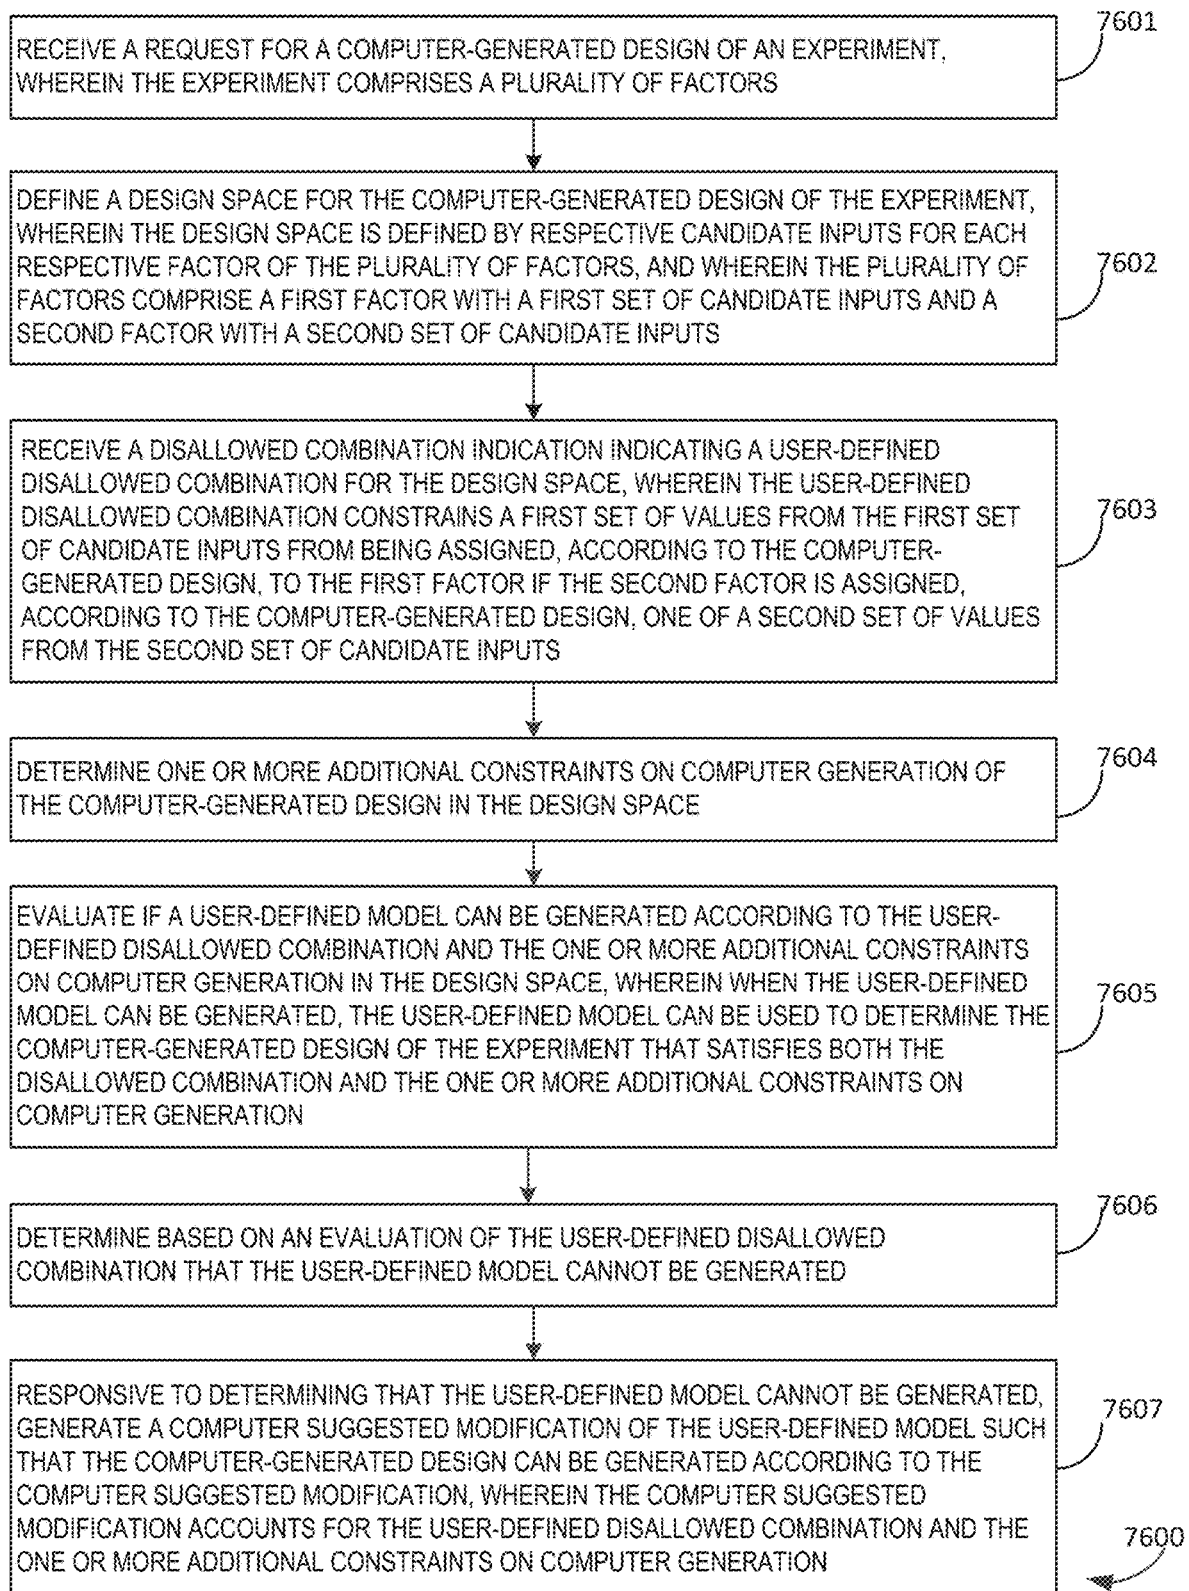 7601
RECEIVE A REQUEST FOR A COMPUTER-GENERATED DESIGN OF AN EXPERIMENT,
WHEREIN THE EXPERIMENT COMPRISES A PLURALITY OF FACTORS
DEFINE A DESIGN SPACE FOR THE COMPUTER-GENERATED DESIGN OF THE EXPERIMENT,
WHEREIN THE DESIGN SPACE IS DEFINED BY RESPECTIVE CANDIDATE INPUTS FOR EACH
RESPECTIVE FACTOR OF THE PLURALITY OF FACTORS, AND WHEREIN THE PLURALITY OF
FACTORS COMPRISE A FIRST FACTOR WITH A FIRST SET OF CANDIDATE INPUTS AND A
SECOND FACTOR WITH A SECOND SET OF CANDIDATE INPUTS
7602
RECEIVE A DISALLOWED COMBINATION INDICATION INDICATING A USER-DEFINED
DISALLOWED COMBINATION FOR THE DESIGN SPACE, WHEREIN THE USER-DEFINED
DISALLOWED COMBINATION CONSTRAINS A FIRST SET OF VALUES FROM THE FIRST SET
OF CANDIDATE INPUTS FROM BEING ASSIGNED, ACCORDING TO THE COMPUTER-
GENERATED DESIGN, TO THE FIRST FACTOR IF THE SECOND FACTOR IS ASSIGNED,
ACCORDING TO THE COMPUTER-GENERATED DESIGN, ONE OF A SECOND SET OF VALUES
FROM THE SECOND SET OF CANDIDATE INPUTS
7603
DETERMINE ONE OR MORE ADDITIONAL CONSTRAINTS ON COMPUTER GENERATION OF
THE COMPUTER-GENERATED DESIGN IN THE DESIGN SPACE
7604
EVALUATE IF A USER-DEFINED MODEL CAN BE GENERATED ACCORDING TO THE USER-
DEFINED DISALLOWED COMBINATION AND THE ONE OR MORE ADDITIONAL CONSTRAINTS
ON COMPUTER GENERATION IN THE DESIGN SPACE, WHEREIN WHEN THE USER-DEFINED
MODEL CAN BE GENERATED, THE USER-DEFINED MODEL CAN BE USED TO DETERMINE THE
COMPUTER-GENERATED DESIGN OF THE EXPERIMENT THAT SATISFIES BOTH THE
DISALLOWED COMBINATION AND THE ONE OR MORE ADDITIONAL CONSTRAINTS ON
COMPUTER GENERATION
7605
DETERMINE BASED ON AN EVALUATION OF THE USER-DEFINED DISALLOWED
COMBINATION THAT THE USER-DEFINED MODEL CANNOT BE GENERATED
7606
RESPONSIVE TO DETERMINING THAT THE USER-DEFINED MODEL CANNOT BE GENERATED,
GENERATE A COMPUTER SUGGESTED MODIFICATION OF THE USER-DEFINED MODEL SUCH
THAT THE COMPUTER-GENERATED DESIGN CAN BE GENERATED ACCORDING TO THE
COMPUTER SUGGESTED MODIFICATION, WHEREIN THE COMPUTER SUGGESTED
MODIFICATION ACCOUNTS FOR THE USER-DEFINED DISALLOWED COMBINATION AND THE
ONE OR MORE ADDITIONAL CONSTRAINTS ON COMPUTER GENERATION
7607
7600